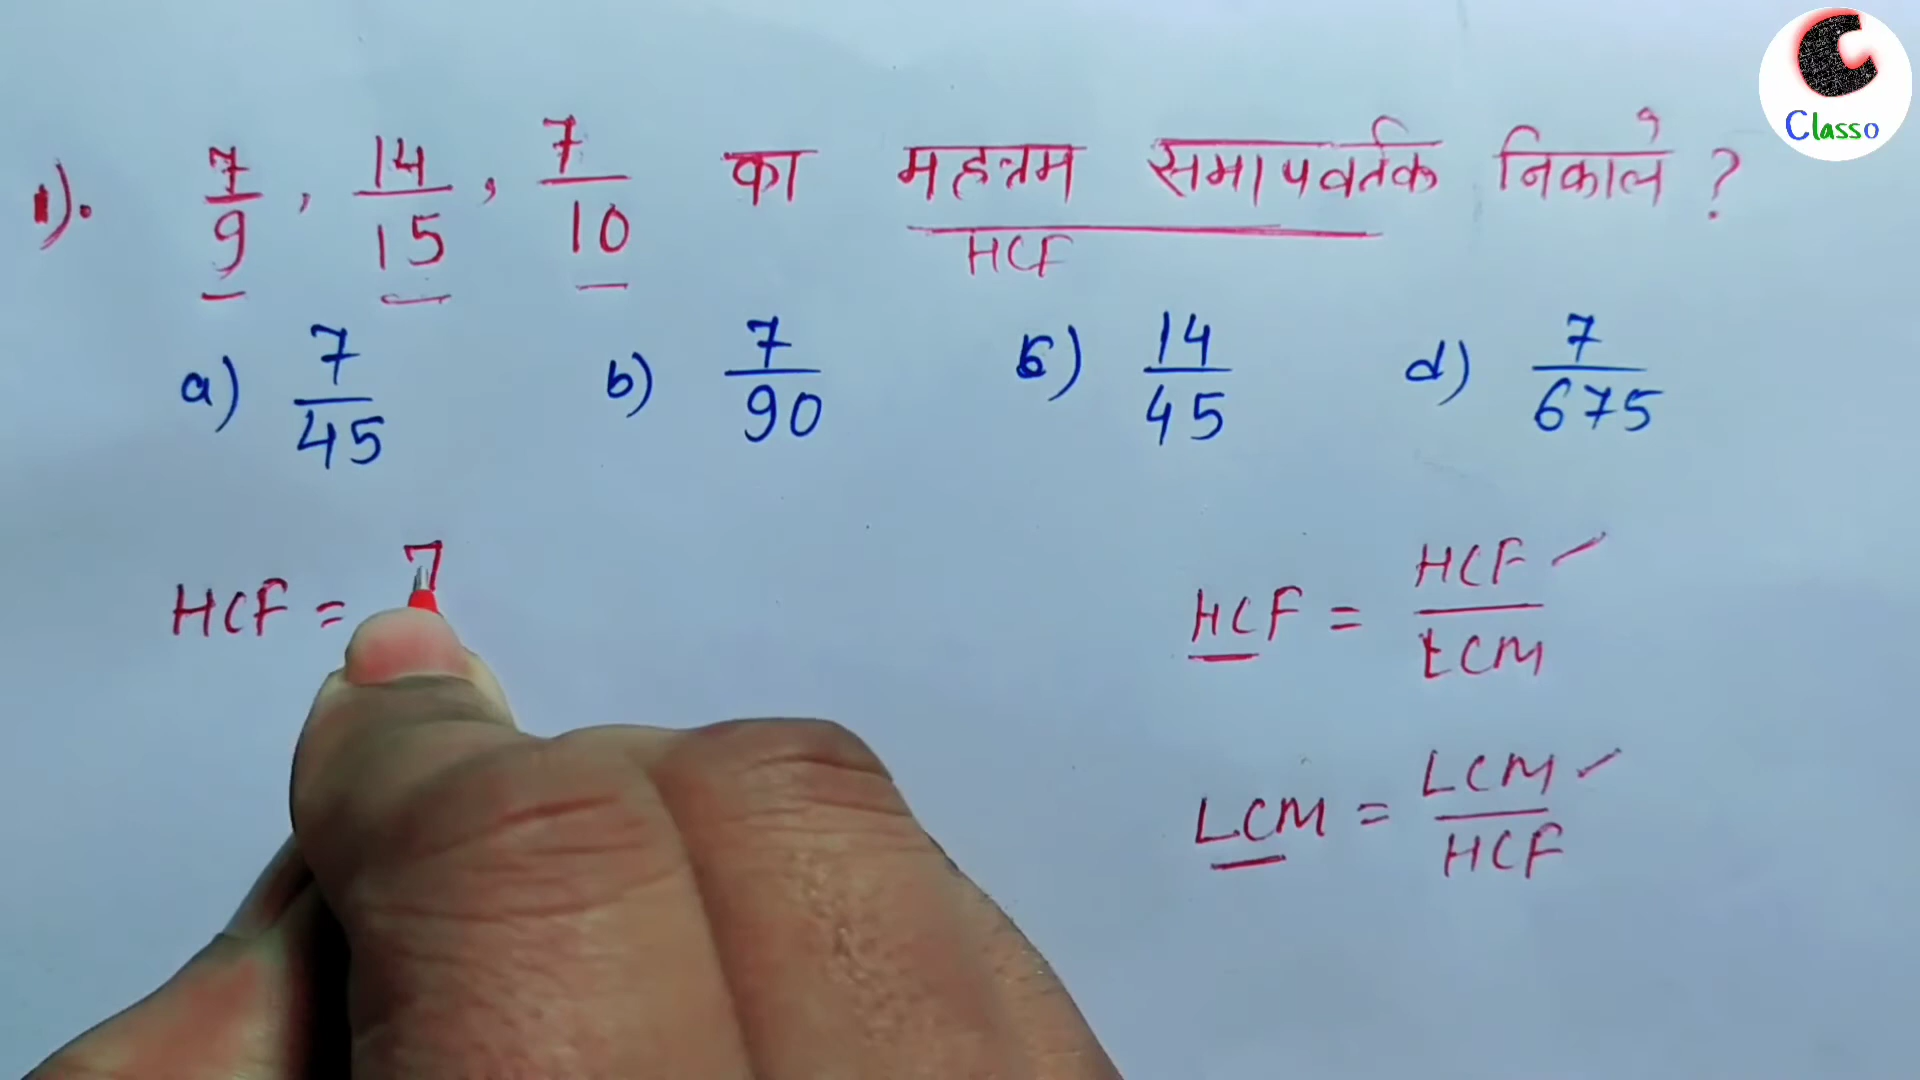 C
Classo
1). 7/9, 14/15, 7/10 का महत्तम समापवर्तक निकाले ?
HCF
a) 7/45 b) 7/90 c) 14/45 d) 7/675
HCF = 7
HCF = HCF/LCM
LCM = LCM/HCF